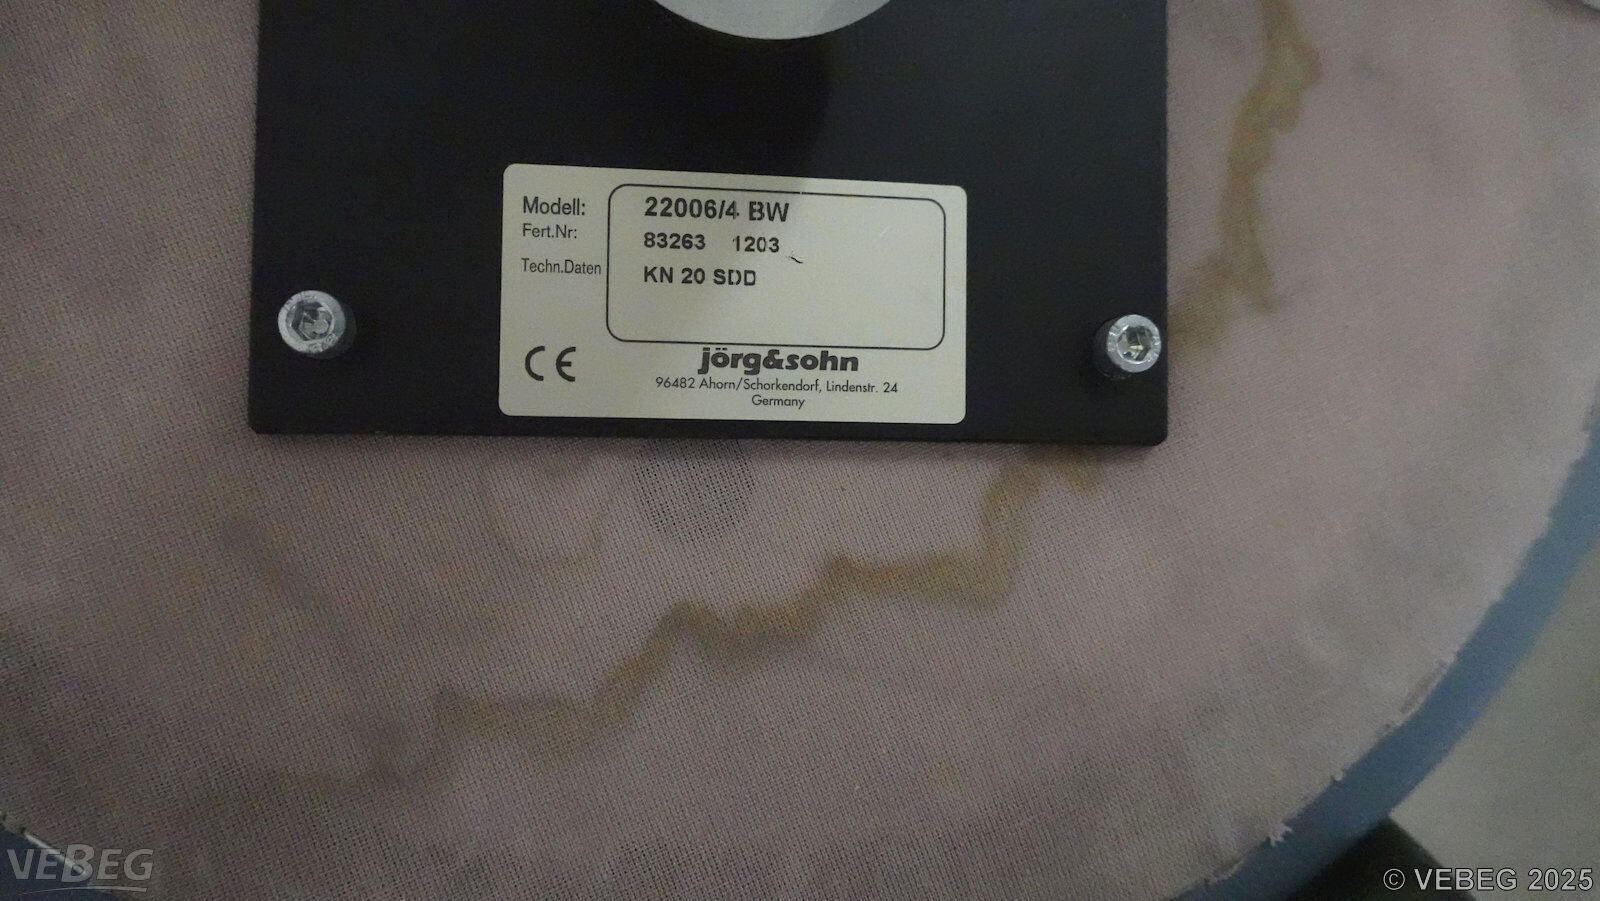 Modell: 22006/4 BW
Fert.Nr: 83263 1203
Techn.Daten KN 20 SDD
CE
jörg&sohn
96482 Ahorn/Schorkendorf, Lindenstr. 24
Germany
VEBEG
© VEBEG 2025